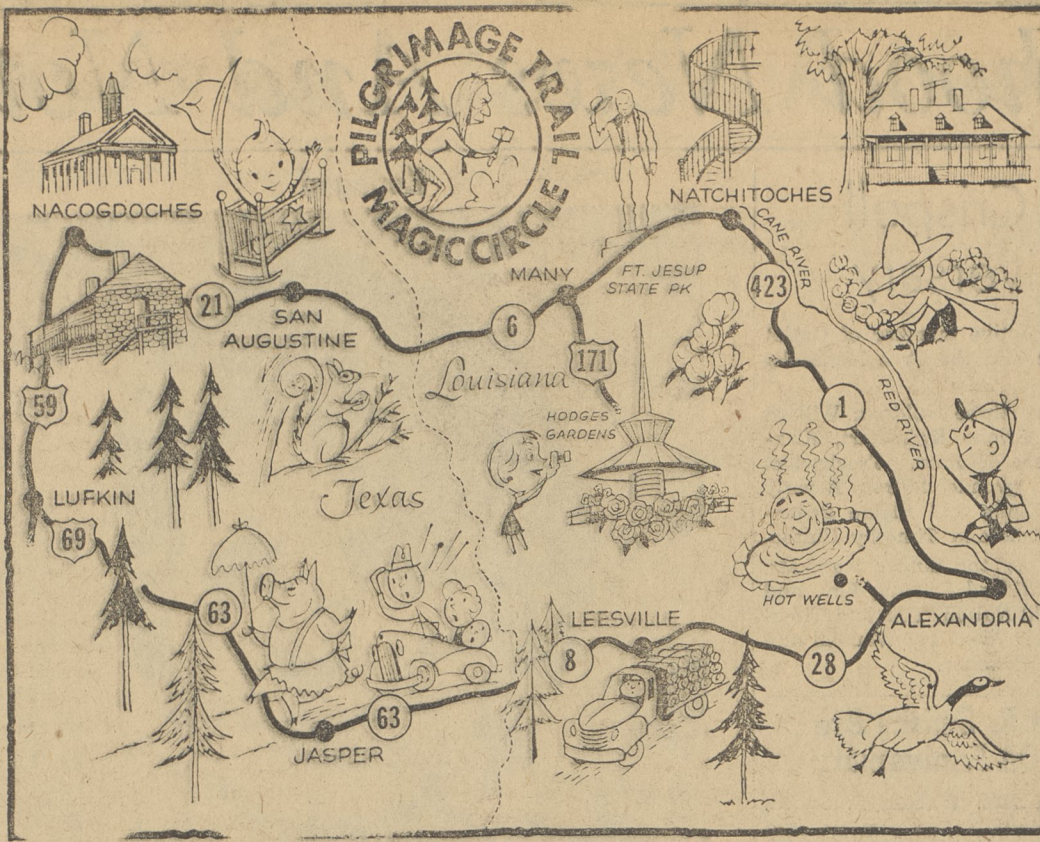 PILGRIMAGE TRAIL
MAGIC CIRCLE
NACOGDOCHES
NATCHITOCHES
CANE RIVER
MANY
FT. JESUP
STATE PK
423
21
SAN
AUGUSTINE
6
171
Louisiana
59
1
RED RIVER
HODGES
GARDENS
LUFKIN
Texas
69
HOT WELLS
63
LEESVILLE
ALEXANDRIA
8
28
63
JASPER